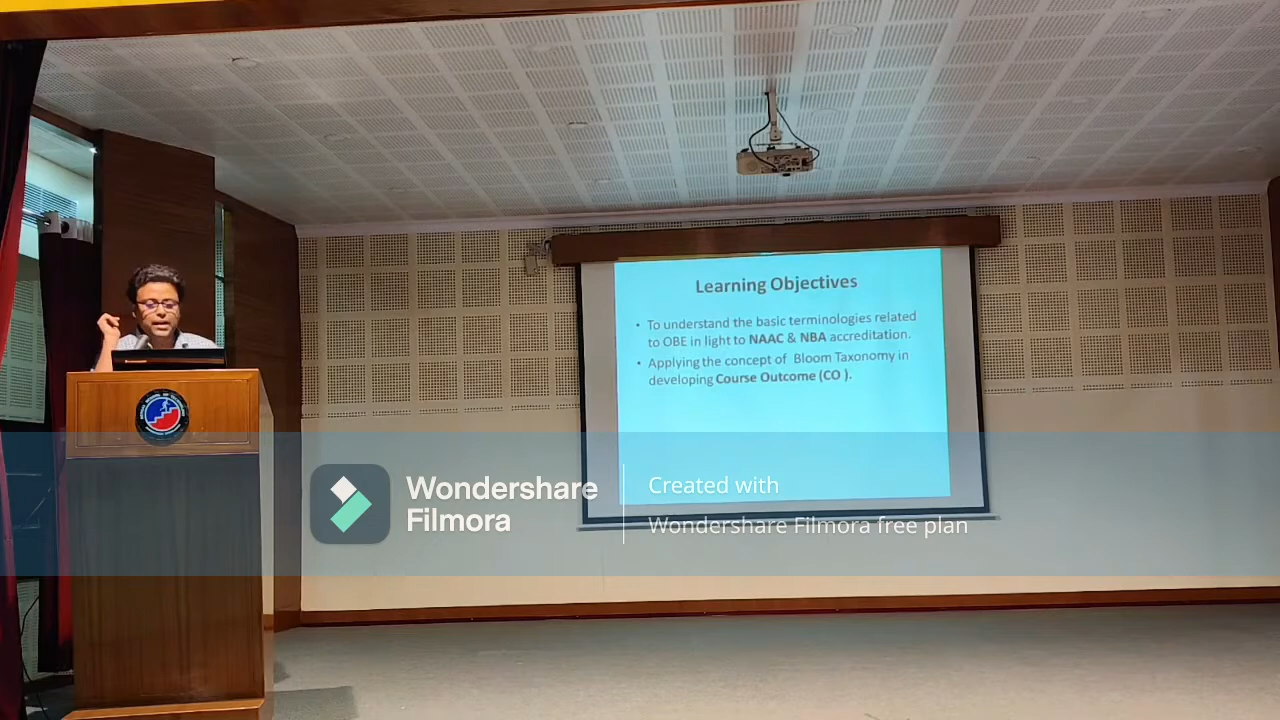 Learning Objectives
• To understand the basic terminologies related
to OBE in light to NAAC & NBA accreditation.
• Applying the concept of Bloom Taxonomy in
developing Course Outcome (CO ).
Wondershare
Filmora
Created with
Wondershare Filmora free plan